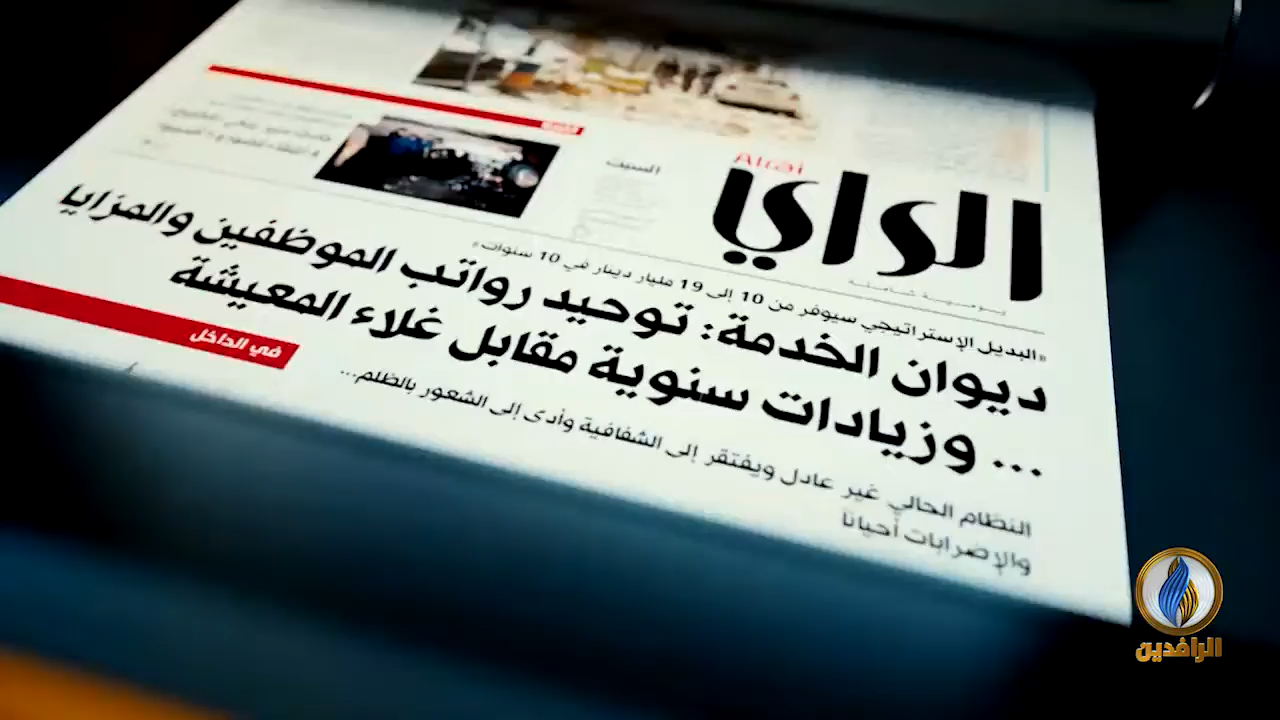 Alrai
الراي
يومية شاملة
السبت
«البديل الإستراتيجي سيوفر من 10 إلى 19 مليار دينار في 10 سنوات»
ديوان الخدمة: توحيد رواتب الموظفين والمزايا
... وزيادات سنوية مقابل غلاء المعيشة
في الداخل
النظام الحالي غير عادل ويفتقر إلى الشفافية وأدى إلى الشعور بالظلم...
والإضرابات أحياناً
الرافدين